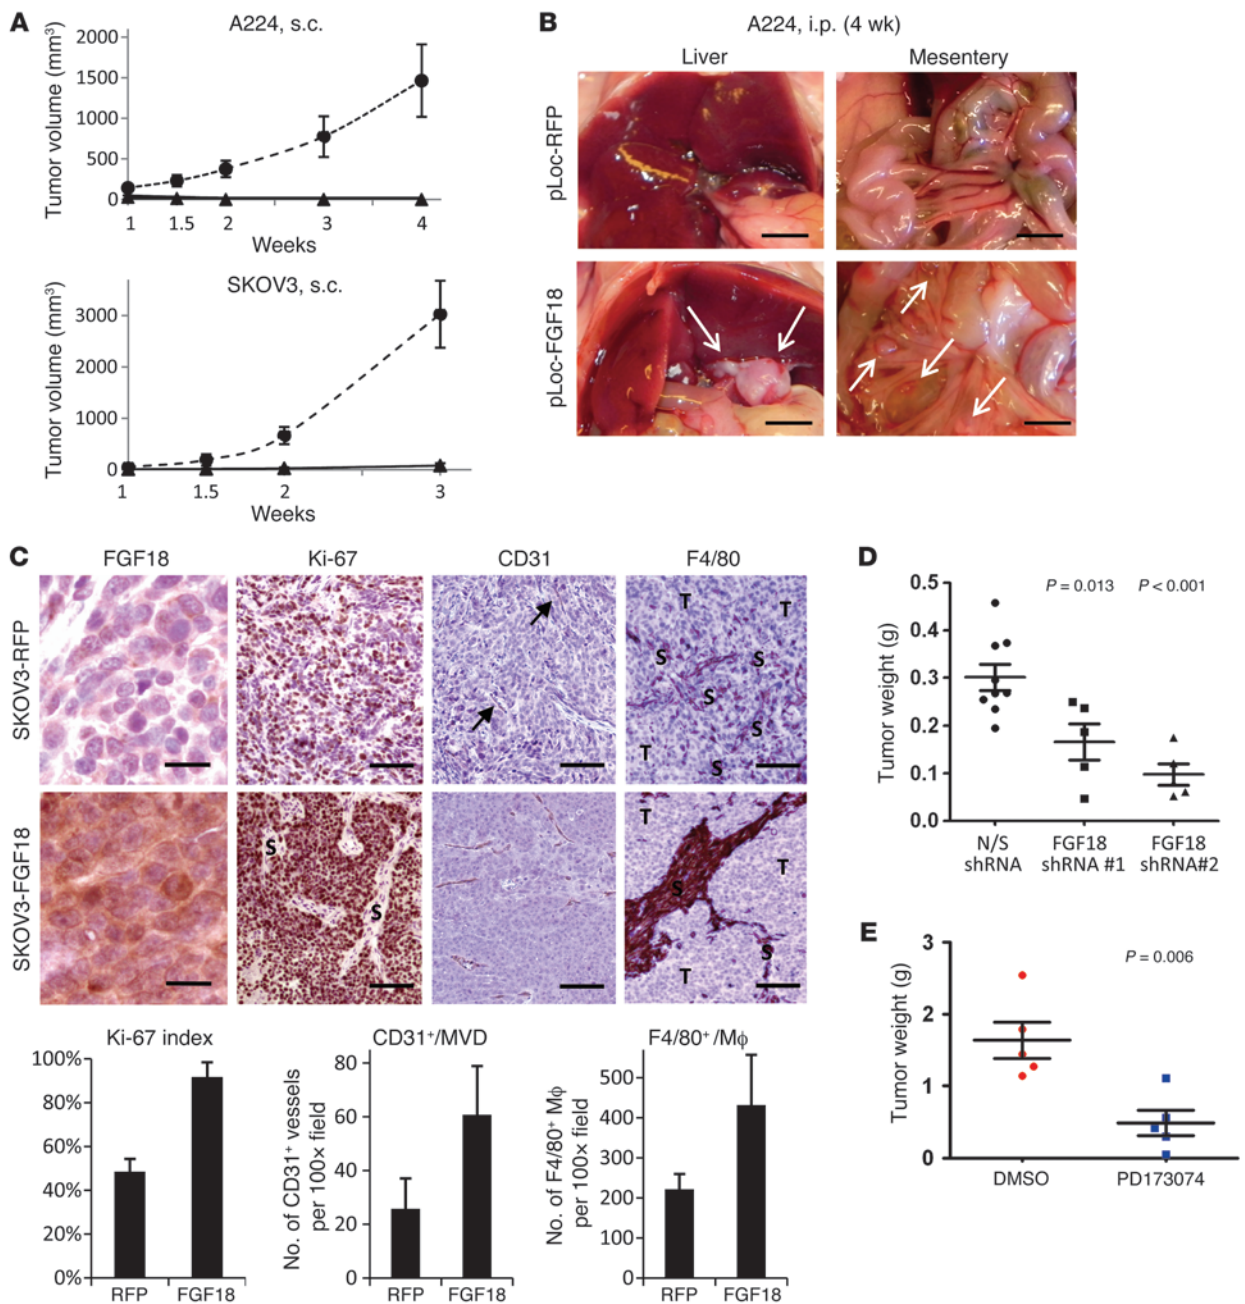 A
A224, s.c.
Tumor volume (mm³)
2000
1500
1000
500
0
1 1.5 2 3 4
Weeks
SKOV3, s.c.
Tumor volume (mm³)
3000
2000
1000
0
1 1.5 2 3
Weeks
B
A224, i.p. (4 wk)
Liver Mesentery
pLoc-RFP
pLoc-FGF18
C
FGF18 Ki-67 CD31 F4/80
SKOV3-RFP
T T
S S
S
S
T S
SKOV3-FGF18
S
S
T
T
S
S
T
Ki-67 index
100%
80%
60%
40%
20%
0%
RFP FGF18
CD31⁺/MVD
No. of CD31⁺ vessels
per 100× field
80
60
40
20
0
RFP FGF18
F4/80⁺/Mϕ
No. of F4/80⁺ Mϕ
per 100× field
500
400
300
200
100
0
RFP FGF18
D
Tumor weight (g)
0.5
0.4
0.3
0.2
0.1
0.0
P = 0.013 P < 0.001
N/S FGF18 FGF18
shRNA shRNA #1 shRNA#2
E
Tumor weight (g)
3
2
1
0
P = 0.006
DMSO PD173074